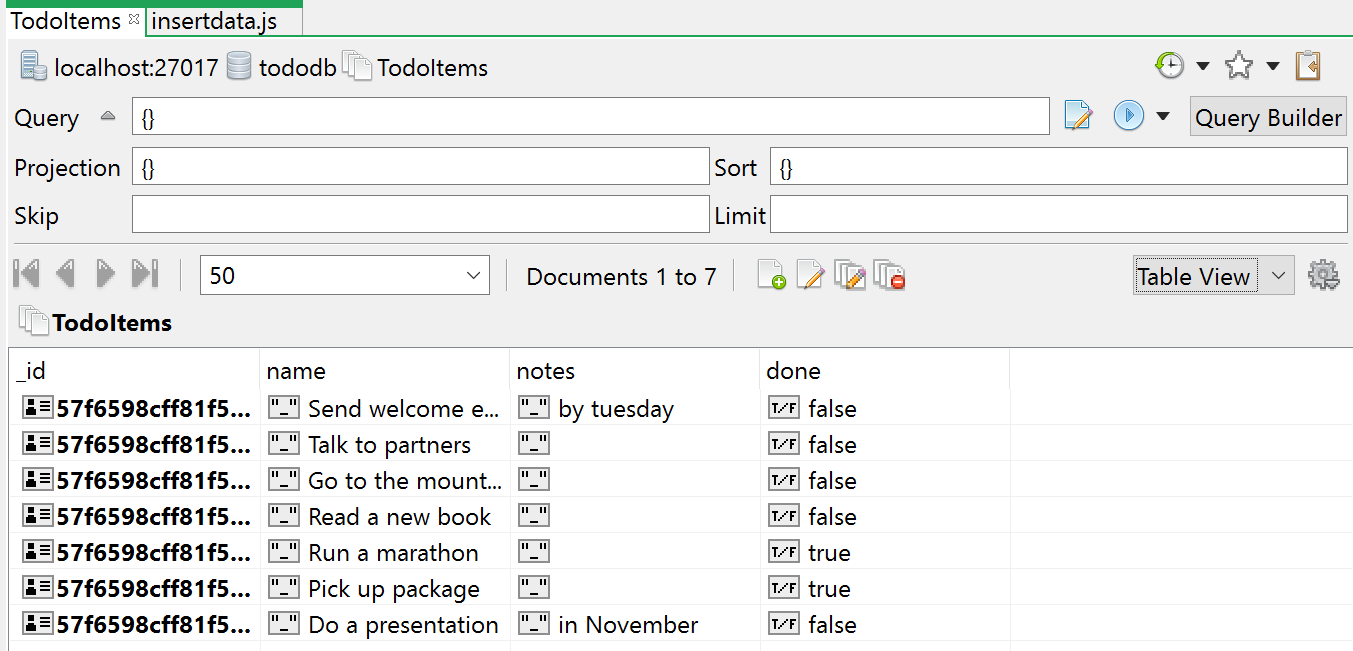 TodoItems insertdata.js
localhost:27017 tododb TodoItems
Query {} Query Builder
Projection {} Sort {}
Skip Limit
50 Documents 1 to 7 Table View
TodoItems
_id name notes done
57f6598cff81f5... "_" Send welcome e... "_" by tuesday T/F false
57f6598cff81f5... "_" Talk to partners "_" T/F false
57f6598cff81f5... "_" Go to the mount... "_" T/F false
57f6598cff81f5... "_" Read a new book "_" T/F false
57f6598cff81f5... "_" Run a marathon "_" T/F true
57f6598cff81f5... "_" Pick up package "_" T/F true
57f6598cff81f5... "_" Do a presentation "_" in November T/F false